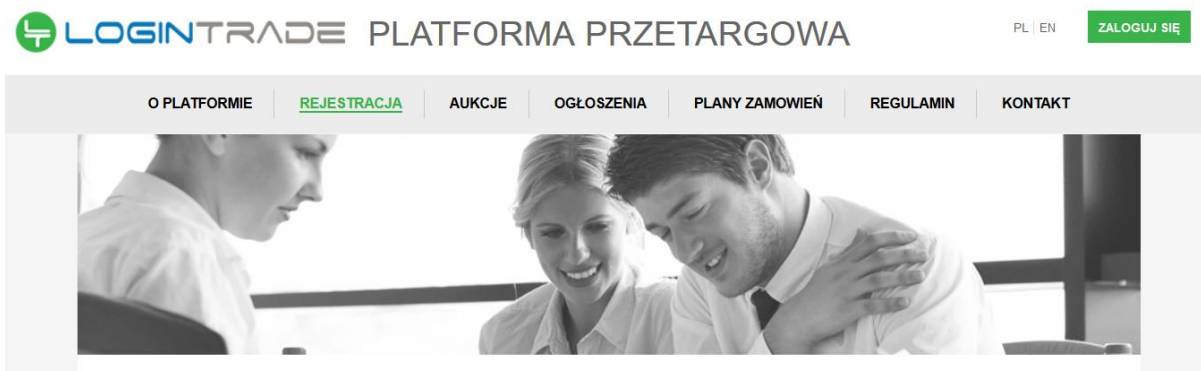 LOGINTRADE PLATFORMA PRZETARGOWA
PL | EN
ZALOGUJ SIĘ
O PLATFORMIE
REJESTRACJA
AUKCJE
OGŁOSZENIA
PLANY ZAMOWIEŃ
REGULAMIN
KONTAKT